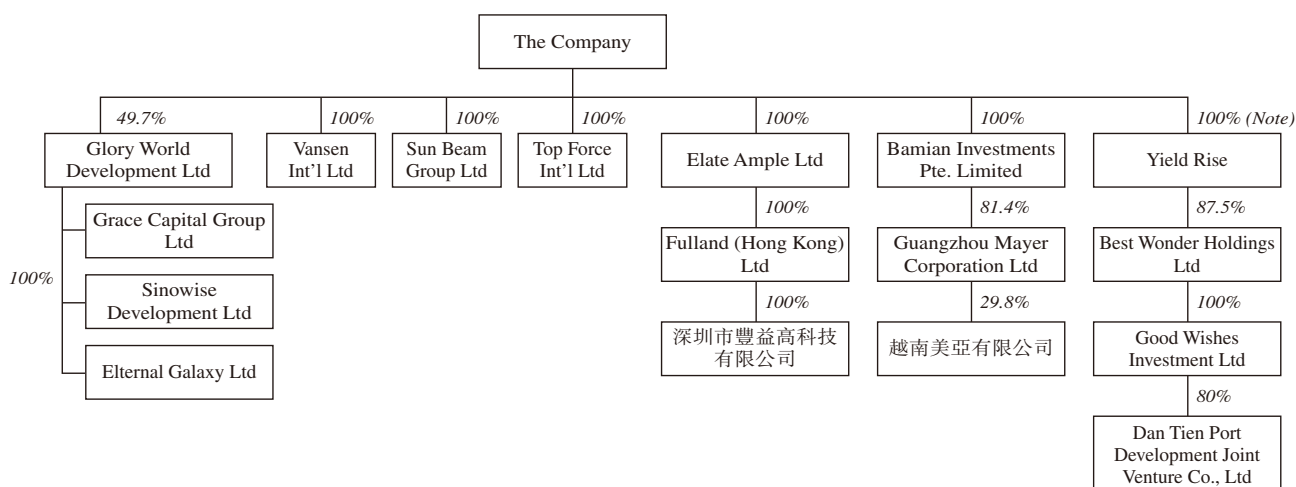 The Company
49.7%
100%
100%
100%
100%
100%
100% (Note)
Glory World
Development Ltd
Vansen
Int'l Ltd
Sun Beam
Group Ltd
Top Force
Int'l Ltd
Elate Ample Ltd
Bamian Investments
Pte. Limited
Yield Rise
100%
Grace Capital Group
Ltd
Sinowise
Development Ltd
Elternal Galaxy Ltd
100%
Fulland (Hong Kong)
Ltd
100%
深圳市豐益高科技
有限公司
81.4%
Guangzhou Mayer
Corporation Ltd
29.8%
越南美亞有限公司
87.5%
Best Wonder Holdings
Ltd
100%
Good Wishes
Investment Ltd
80%
Dan Tien Port
Development Joint
Venture Co., Ltd